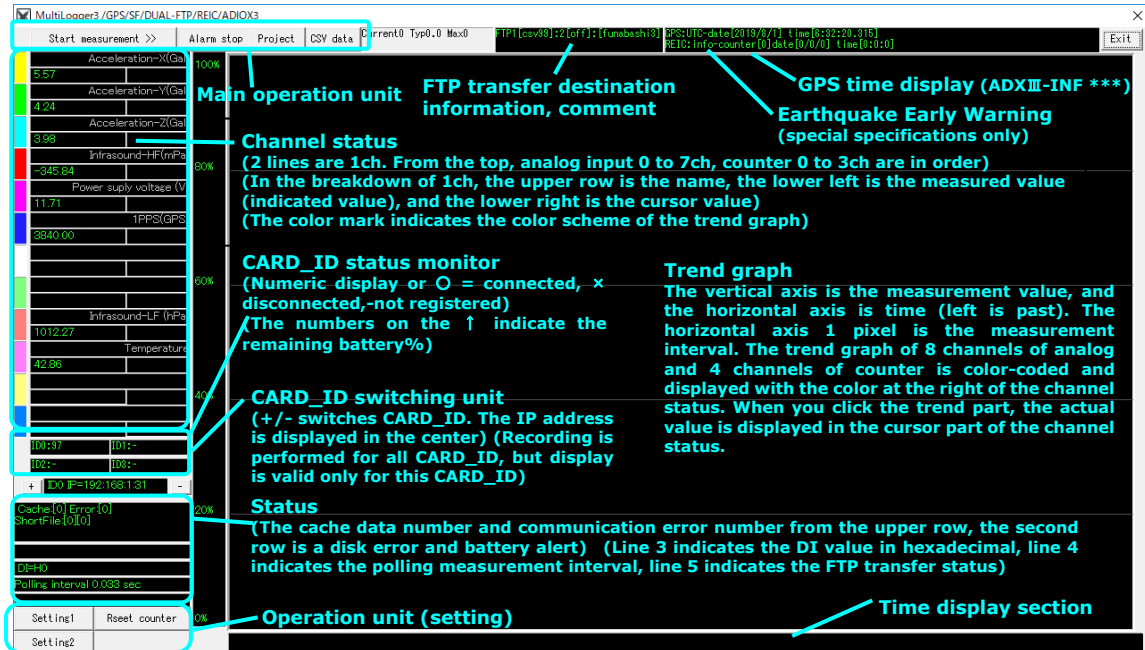 MultiLogger3 /GPS/SF/DUAL-FTP/REIC/ADIOX3
Start measurement >>
Alarm stop
Project
CSV data
Current0 Typ0.0 Max0
FTP1[csv99]:2[off]:[funabashi3]
GPS:UTC-date[2019/8/1] time[8:32:20.315]
REIC:info-counter[0]date[0/0/0] time[0:0:0]
Exit
Main operation unit
FTP transfer destination
information, comment
GPS time display (ADXⅢ-INF ***)
Earthquake Early Warning
(special specifications only)
Acceleration-X(Gal
5.57
Acceleration-Y(Gal
4.24
Acceleration-Z(Gal
3.98
Infrasound-HF(mPa
-345.84
Power suply voltage (V
11.71
1PPS(GPS
3840.00
Infrasound-LF (hPa
1012.27
Temperature
42.86
100%
80%
60%
40%
20%
0%
Channel status
(2 lines are 1ch. From the top, analog input 0 to 7ch, counter 0 to 3ch are in order)
(In the breakdown of 1ch, the upper row is the name, the lower left is the measured value
(indicated value), and the lower right is the cursor value)
(The color mark indicates the color scheme of the trend graph)
CARD_ID status monitor
(Numeric display or ○ = connected, ×
disconnected,-not registered)
(The numbers on the ↑ indicate the
remaining battery%)
Trend graph
The vertical axis is the measurement value, and
the horizontal axis is time (left is past). The
horizontal axis 1 pixel is the measurement
interval. The trend graph of 8 channels of analog
and 4 channels of counter is color-coded and
displayed with the color at the right of the channel
status. When you click the trend part, the actual
value is displayed in the cursor part of the channel
status.
CARD_ID switching unit
(+/- switches CARD_ID. The IP address
is displayed in the center) (Recording is
performed for all CARD_ID, but display
is valid only for this CARD_ID)
ID0:97
ID1:-
ID2:-
ID3:-
+
ID0 IP=192:168:1:31
-
Cache:[0] Error:[0]
ShortFile:[0][0]
DI=H0
Polling interval 0.033 sec
Status
(The cache data number and communication error number from the upper row, the second
row is a disk error and battery alert) (Line 3 indicates the DI value in hexadecimal, line 4
indicates the polling measurement interval, line 5 indicates the FTP transfer status)
Setting1
Rseet counter
Setting2
Operation unit (setting)
Time display section